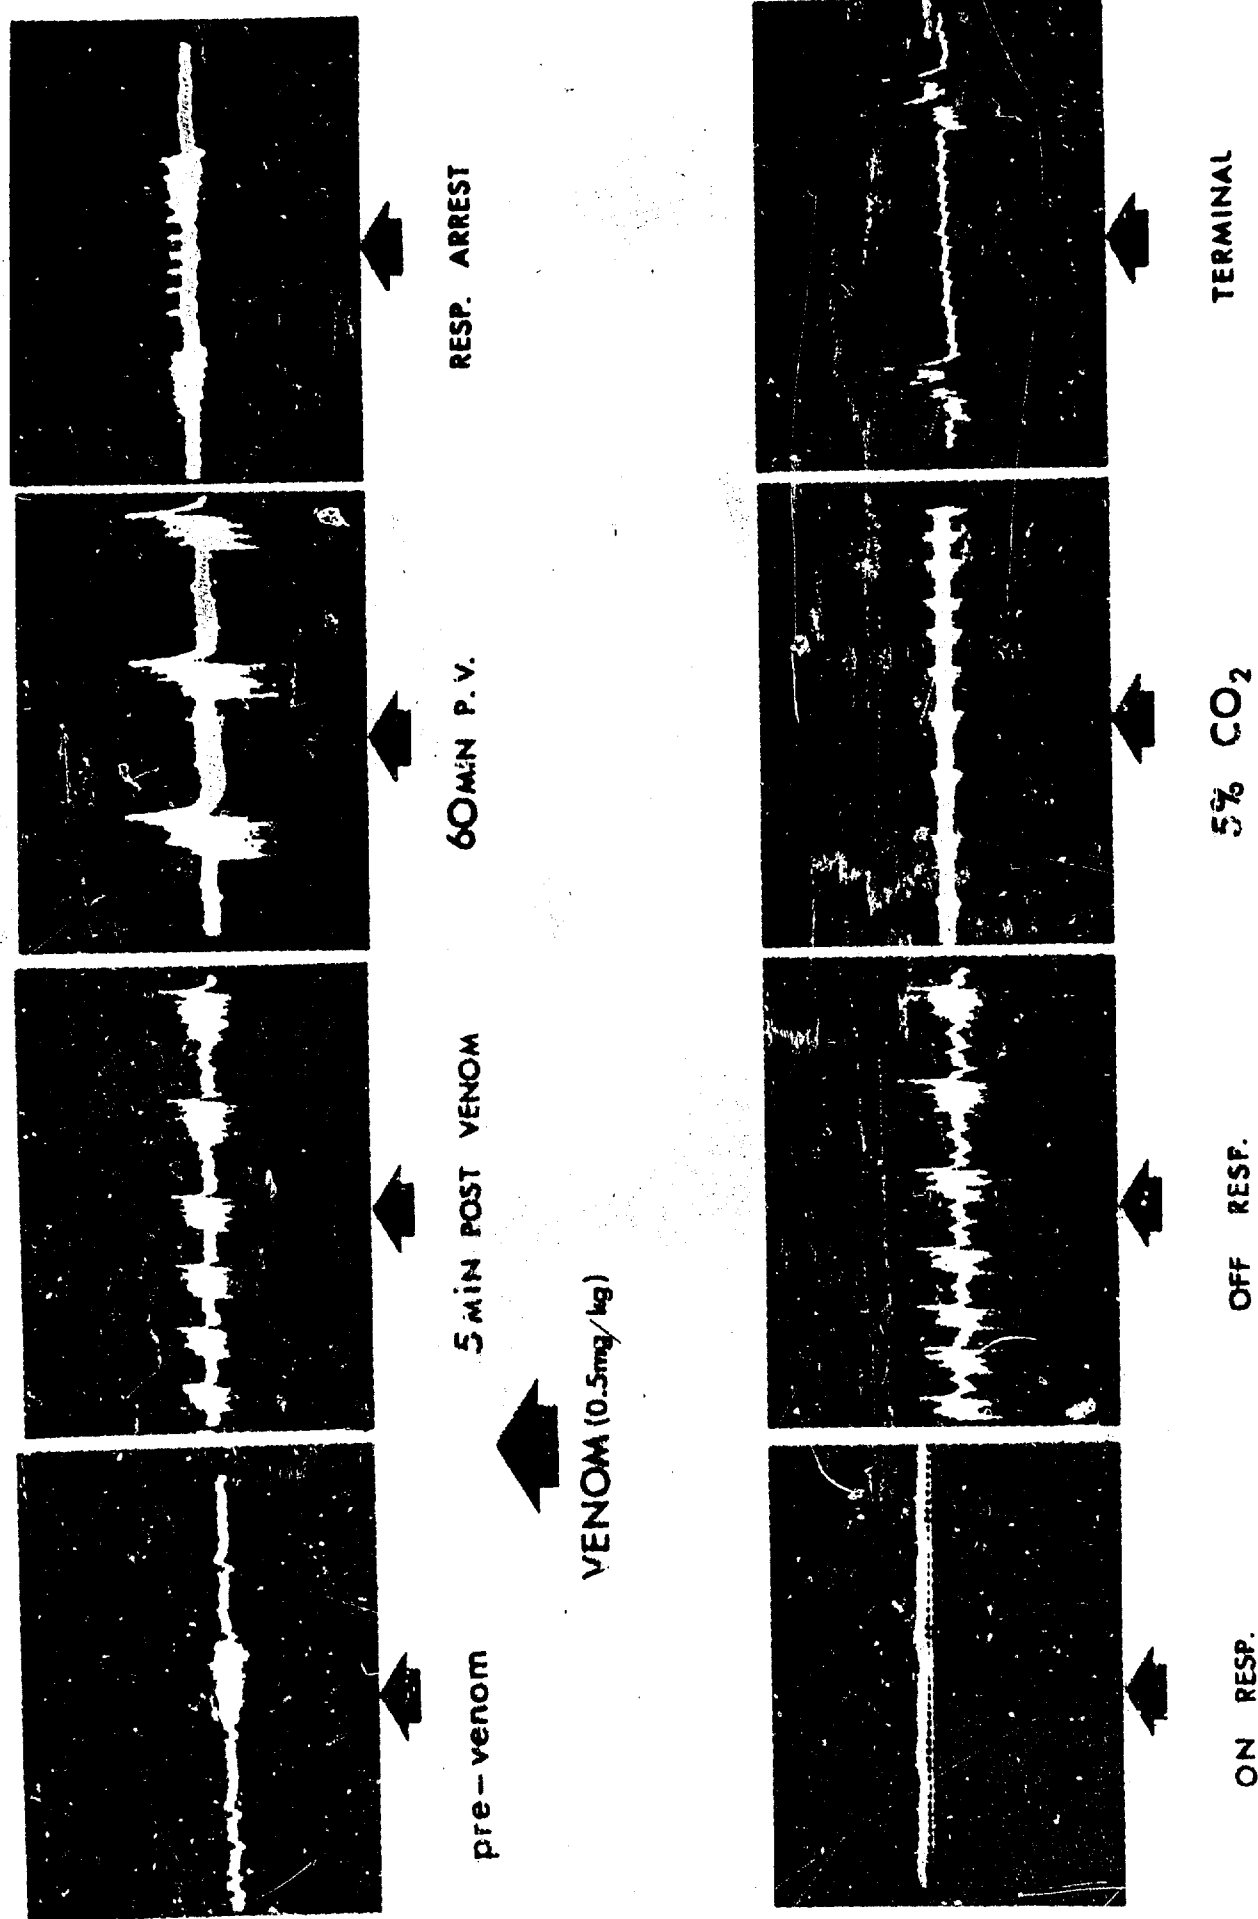 pre-venom
5 MIN POST VENOM
60 MIN P.V.
RESP. ARREST
VENOM (0.5mg/kg)
ON RESP.
OFF RESP.
5% CO2
TERMINAL